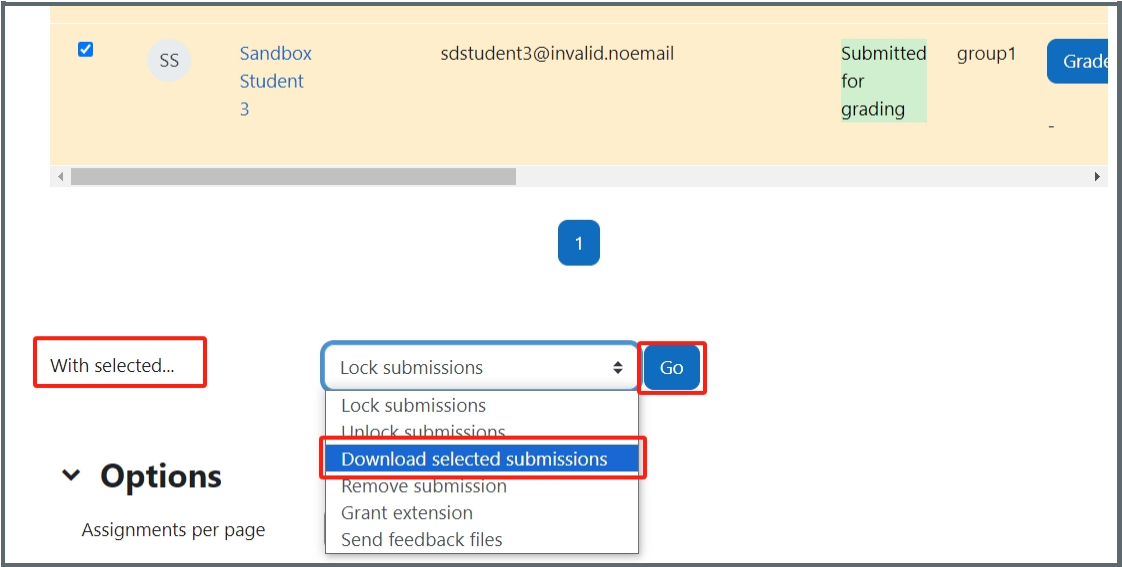 SS
Sandbox
Student
3
sdstudent3@invalid.noemail
Submitted
for
grading
group1
Grade
-
1
With selected...
Lock submissions
Go
Lock submissions
Unlock submissions
Download selected submissions
Remove submission
Grant extension
Send feedback files
Options
Assignments per page